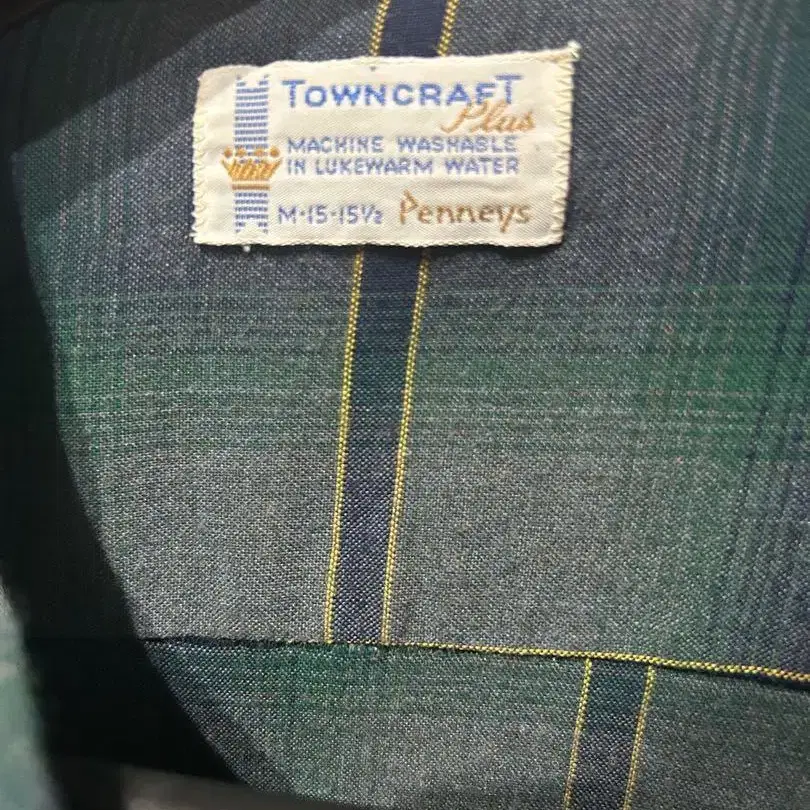 TOWNCRAFT
Plus
MACHINE WASHABLE
IN LUKEWARM WATER
M-15-15½ Penneys